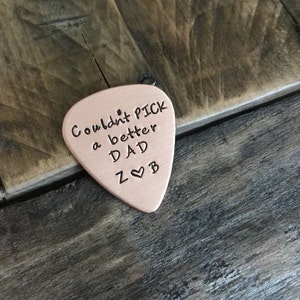 Couldn't PICK
a better
DAD
Z ♡ B